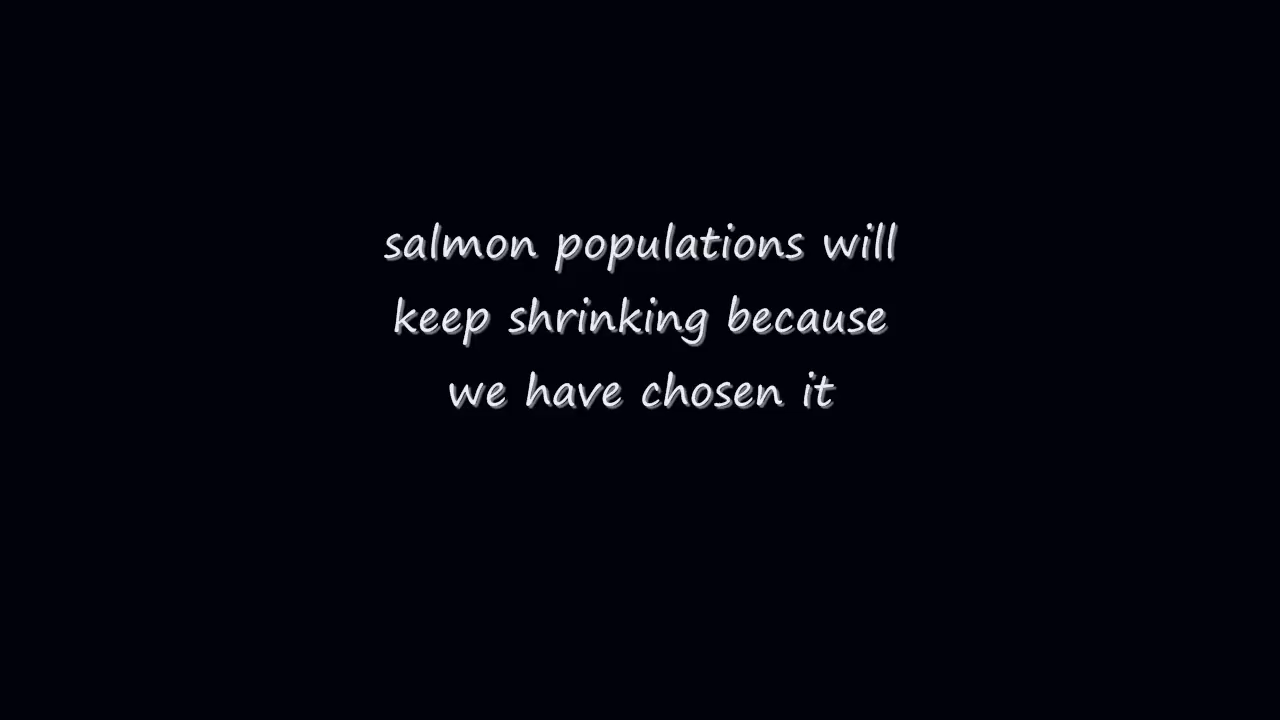 salmon populations will
keep shrinking because
we have chosen it